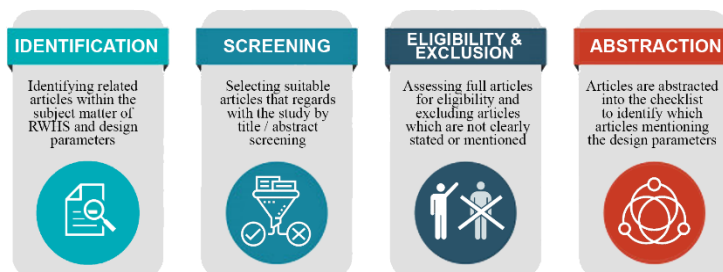 IDENTIFICATION
Identifying related
articles within the
subject matter of
RWIIS and design
parameters
SCREENING
Selecting suitable
articles that regards
with the study by
title / abstract
screening
ELIGIBILITY &
EXCLUSION
Assessing full articles
for eligibility and
excluding articles
which are not clearly
stated or mentioned
ABSTRACTION
Articles are abstracted
into the checklist
to identify which
articles mentioning
the design parameters